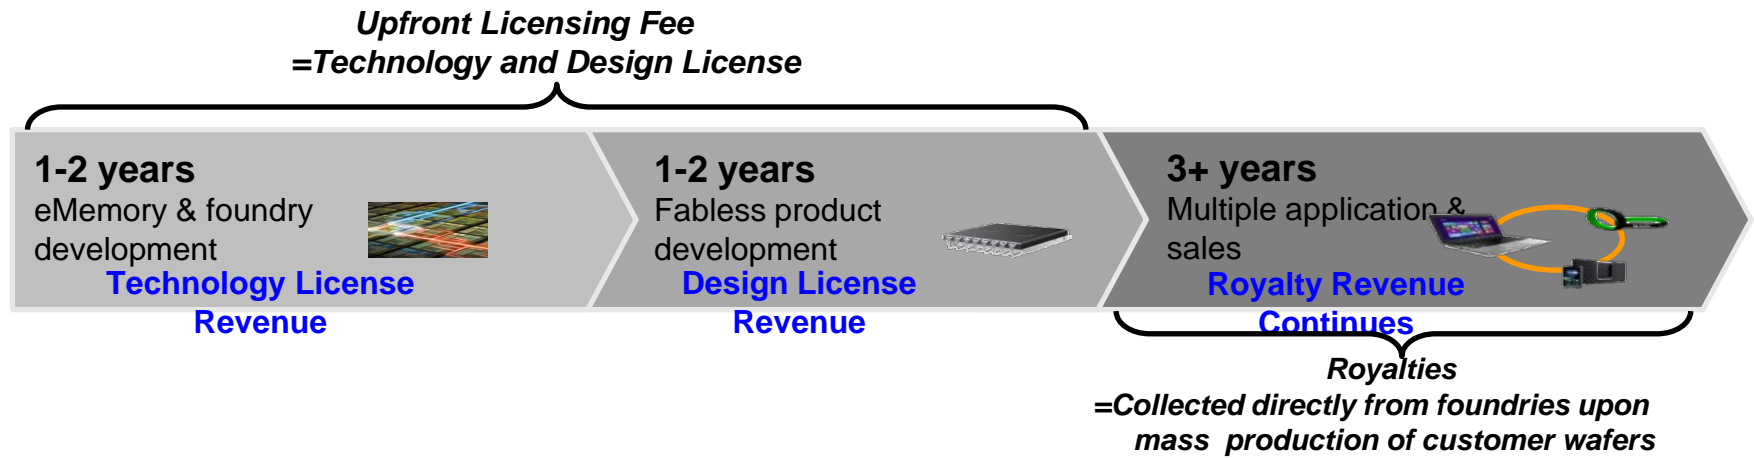 Upfront Licensing Fee
=Technology and Design License
1-2 years
eMemory & foundry
development
Technology License
Revenue
1-2 years
Fabless product
development
Design License
Revenue
3+ years
Multiple application &
sales
Royalty Revenue
Continues
Royalties
=Collected directly from foundries upon
mass production of customer wafers